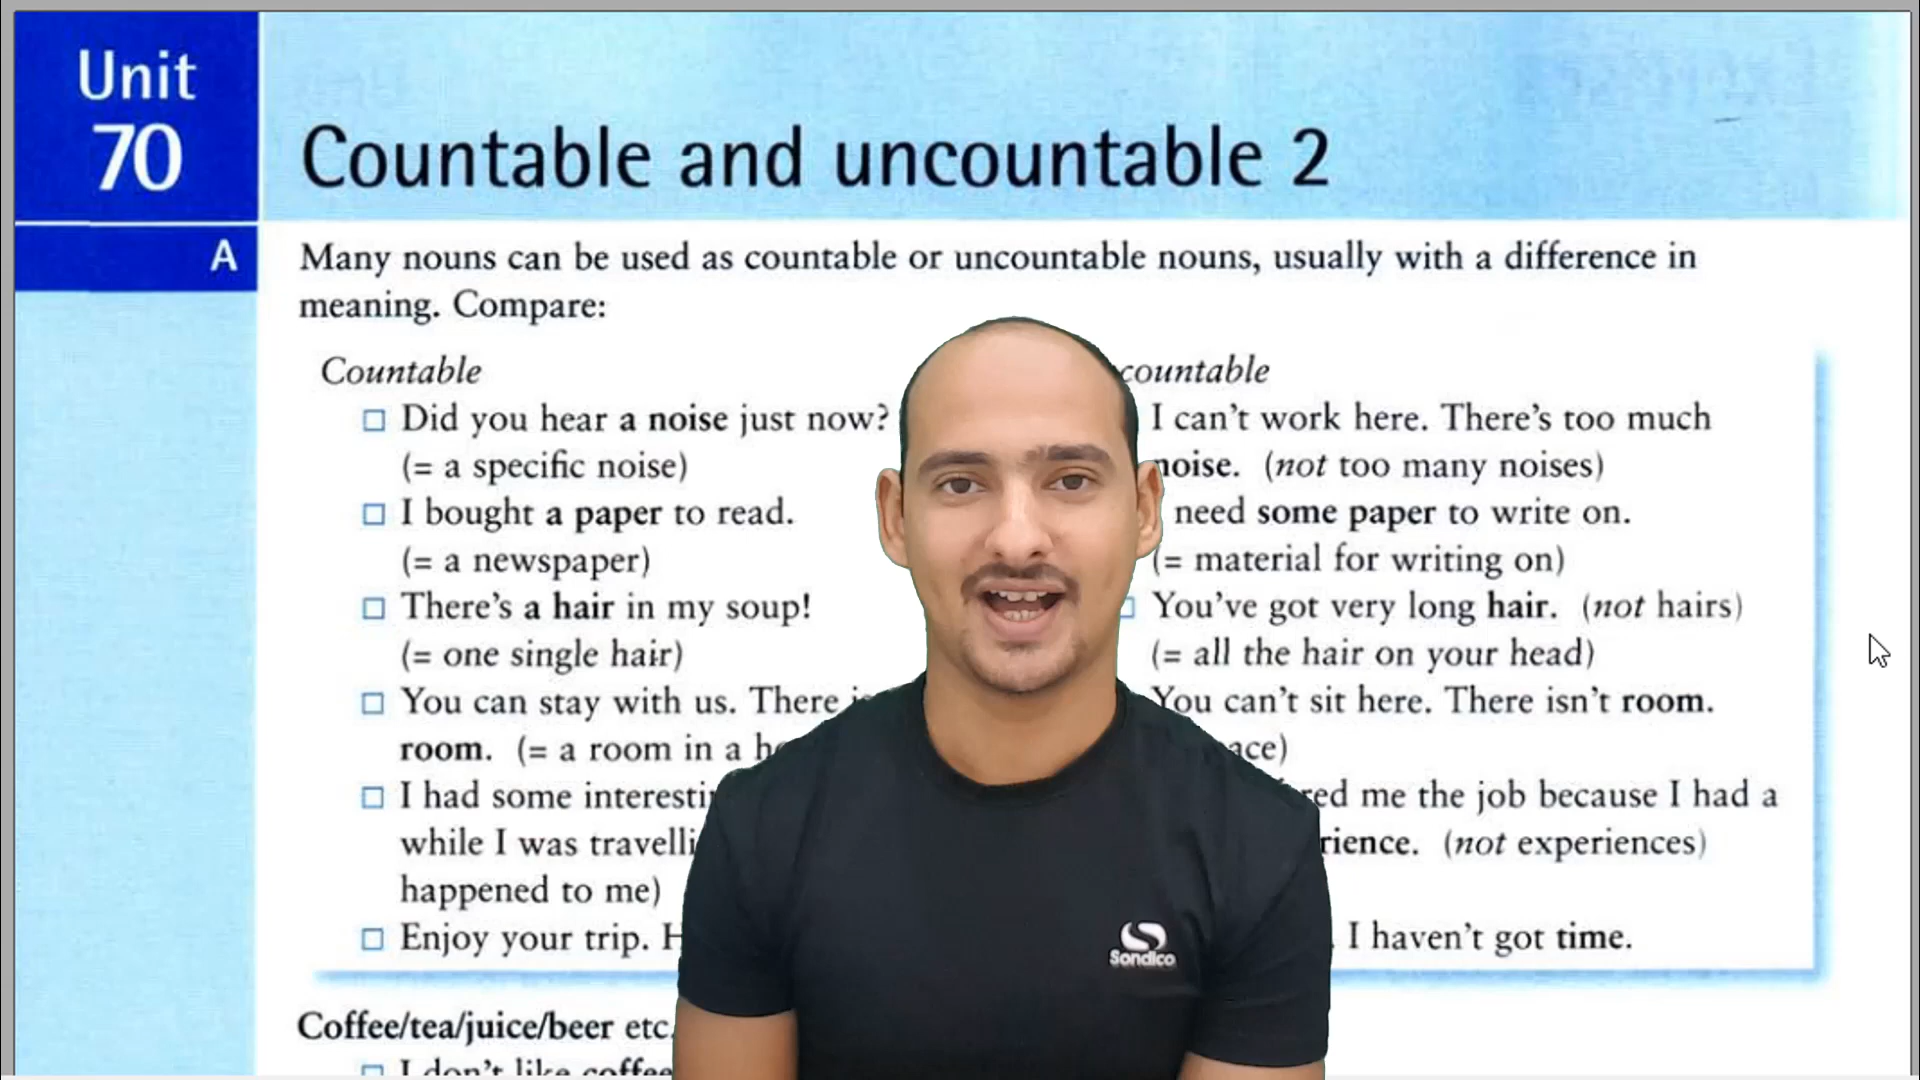 Unit
70
Countable and uncountable 2
A
Many nouns can be used as countable or uncountable nouns, usually with a difference in
meaning. Compare:
Countable
countable
Did you hear a noise just now?
(= a specific noise)
I bought a paper to read.
(= a newspaper)
There's a hair in my soup!
(= one single hair)
You can stay with us. There
room. (= a room in a
I had some
while I was
happened to me)
Enjoy your trip.
I can't work here. There's too much
noise. (not too many noises)
need some paper to write on.
(= material for writing on)
You've got very long hair. (not hairs)
(= all the hair on your head)
You can't sit here. There isn't room.
me the job because I had a
(not experiences)
I haven't got time.
Sondico
Coffee/tea/juice/beer etc.
I don't like coffee